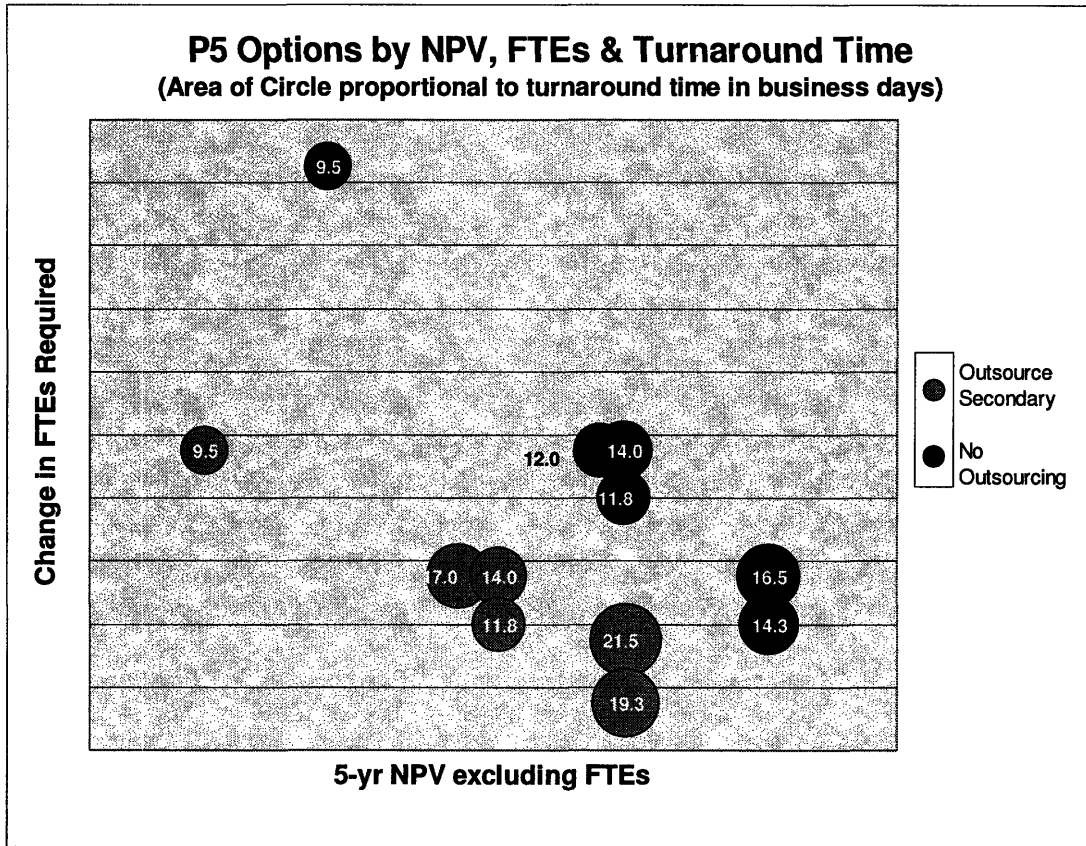 P5 Options by NPV, FTEs & Turnaround Time
(Area of Circle proportional to turnaround time in business days)
Change in FTEs Required
9.5
9.5
12.0
14.0
11.8
17.0
14.0
11.8
16.5
14.3
21.5
19.3
5-yr NPV excluding FTEs
Outsource
Secondary
No
Outsourcing